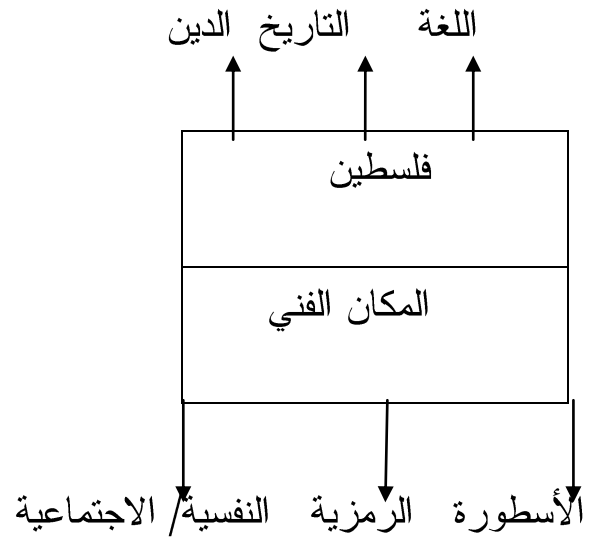 اللغة التاريخ الدين
فلسطين
المكان الفني
الأسطورة الرمزية النفسية/ الاجتماعية